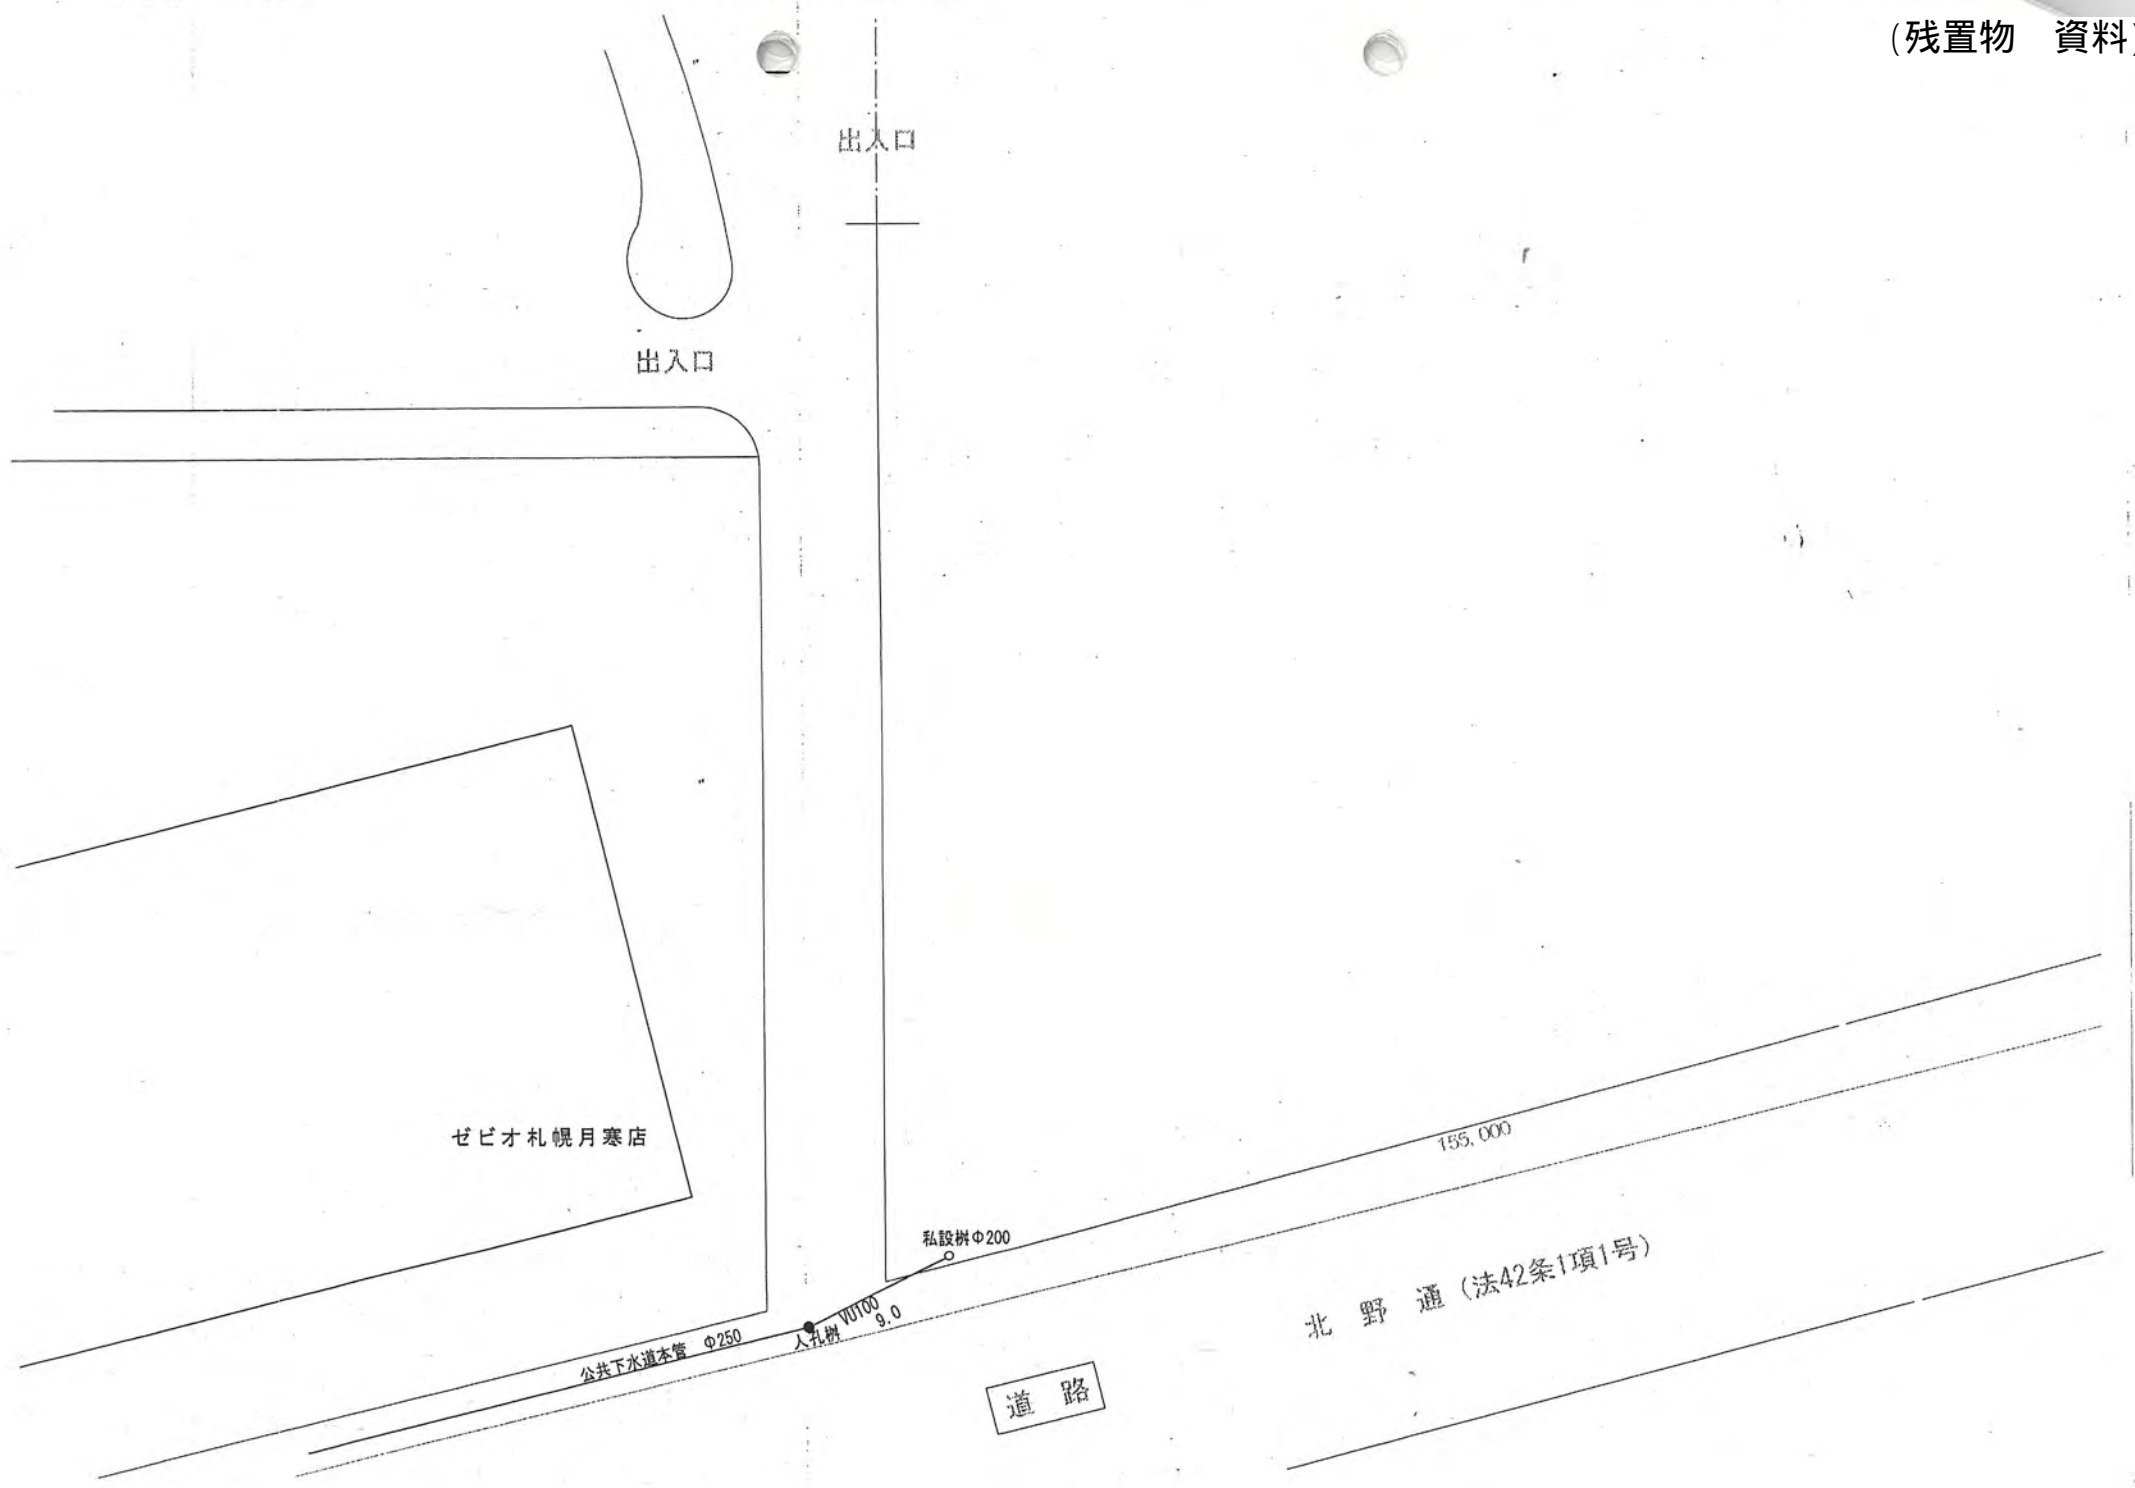 (残置物 資料)
出入口
出入口
ゼビオ札幌月寒店
155,000
私設桝Φ200
VU100
9.0
人孔桝
公共下水道本管 Φ250
北野通（法42条1項1号）
道路